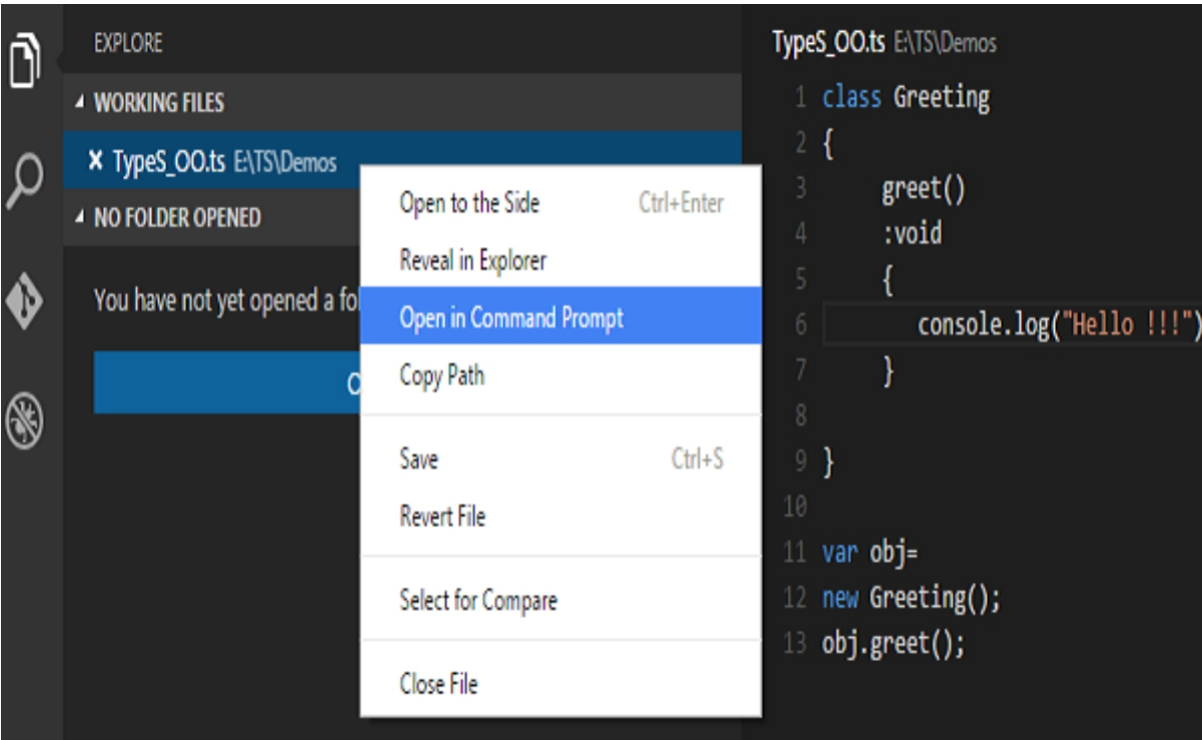 EXPLORE
WORKING FILES
TypeS_OO.ts E:\TS\Demos
NO FOLDER OPENED
You have not yet opened a fo
Open to the Side Ctrl+Enter
Reveal in Explorer
Open in Command Prompt
Copy Path
Save Ctrl+S
Revert File
Select for Compare
Close File
TypeS_OO.ts E:\TS\Demos
1 class Greeting
2 {
3 greet()
4 :void
5 {
6 console.log("Hello !!!")
7 }
8
9 }
10
11 var obj=
12 new Greeting();
13 obj.greet();